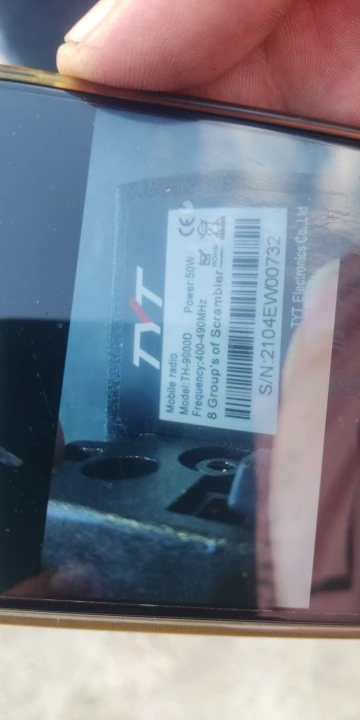 TYT
Mobile radio
Model:TH-9000D Power:50W
Frequency:400-490MHz
8 Group's of Scrambler
S/N:2104EW00732
TYT Electronics Co.,Ltd